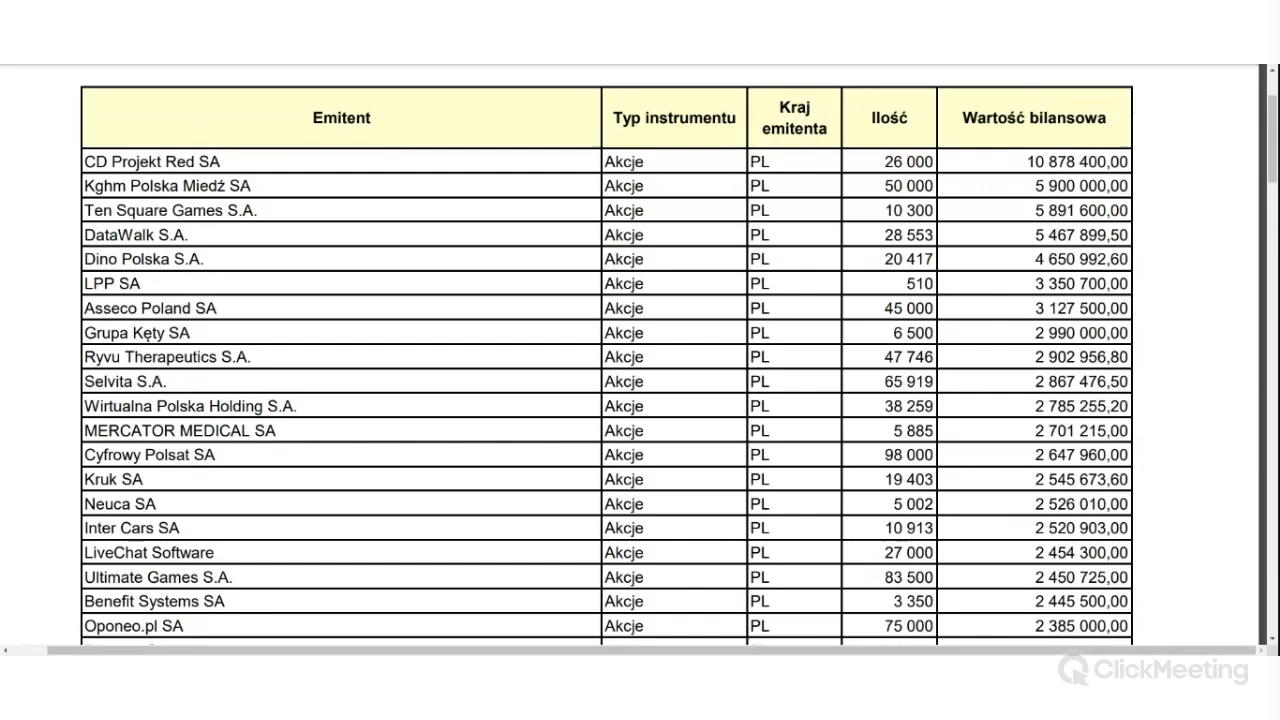 Emitent Typ instrumentu Kraj emitenta Ilość Wartość bilansowa
CD Projekt Red SA Akcje PL 26 000 10 878 400,00
Kghm Polska Miedź SA Akcje PL 50 000 5 900 000,00
Ten Square Games S.A. Akcje PL 10 300 5 891 600,00
DataWalk S.A. Akcje PL 28 553 5 467 899,50
Dino Polska S.A. Akcje PL 20 417 4 650 992,60
LPP SA Akcje PL 510 3 350 700,00
Asseco Poland SA Akcje PL 45 000 3 127 500,00
Grupa Kęty SA Akcje PL 6 500 2 990 000,00
Ryvu Therapeutics S.A. Akcje PL 47 746 2 902 956,80
Selvita S.A. Akcje PL 65 919 2 867 476,50
Wirtualna Polska Holding S.A. Akcje PL 38 259 2 785 255,20
MERCATOR MEDICAL SA Akcje PL 5 885 2 701 215,00
Cyfrowy Polsat SA Akcje PL 98 000 2 647 960,00
Kruk SA Akcje PL 19 403 2 545 673,60
Neuca SA Akcje PL 5 002 2 526 010,00
Inter Cars SA Akcje PL 10 913 2 520 903,00
LiveChat Software Akcje PL 27 000 2 454 300,00
Ultimate Games S.A. Akcje PL 83 500 2 450 725,00
Benefit Systems SA Akcje PL 3 350 2 445 500,00
Oponeo.pl SA Akcje PL 75 000 2 385 000,00
ClickMeeting